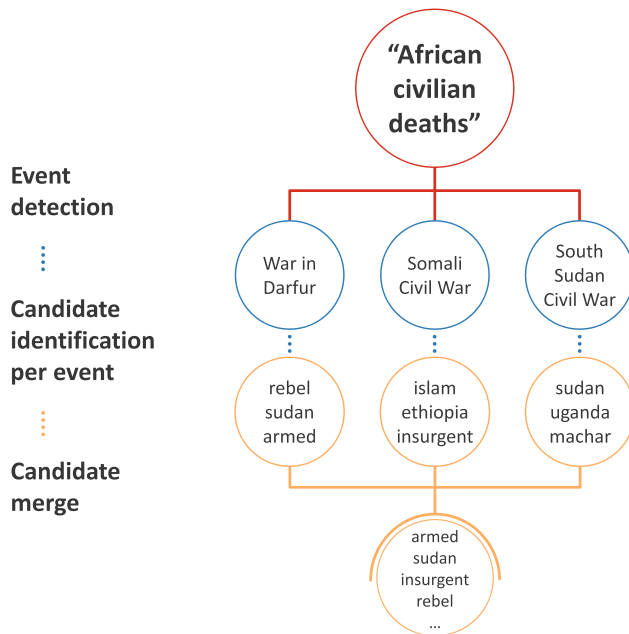 “African
civilian
deaths”
Event
detection
War in
Darfur
Somali
Civil War
South
Sudan
Civil War
Candidate
identification
per event
rebel
sudan
armed
islam
ethiopia
insurgent
sudan
uganda
machar
Candidate
merge
armed
sudan
insurgent
rebel
...